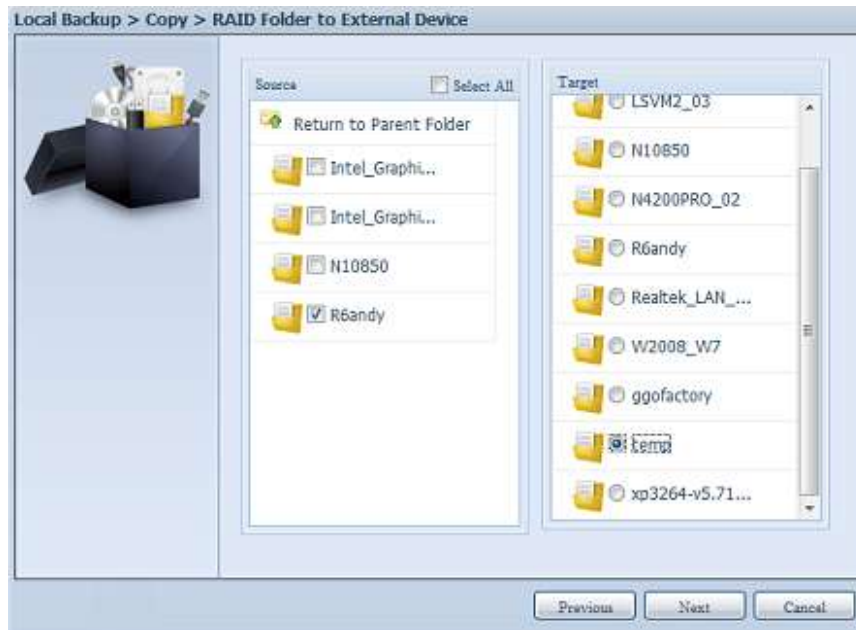 Local Backup > Copy > RAID Folder to External Device
Source
Select All
Return to Parent Folder
Intel_Graphi...
Intel_Graphi...
N10850
R6andy
Target
LSVM2_03
N10850
N4200PRO_02
R6andy
Realtek_LAN_...
W2008_W7
ggofactory
temp
xp3264-v5.71...
Previous
Next
Cancel